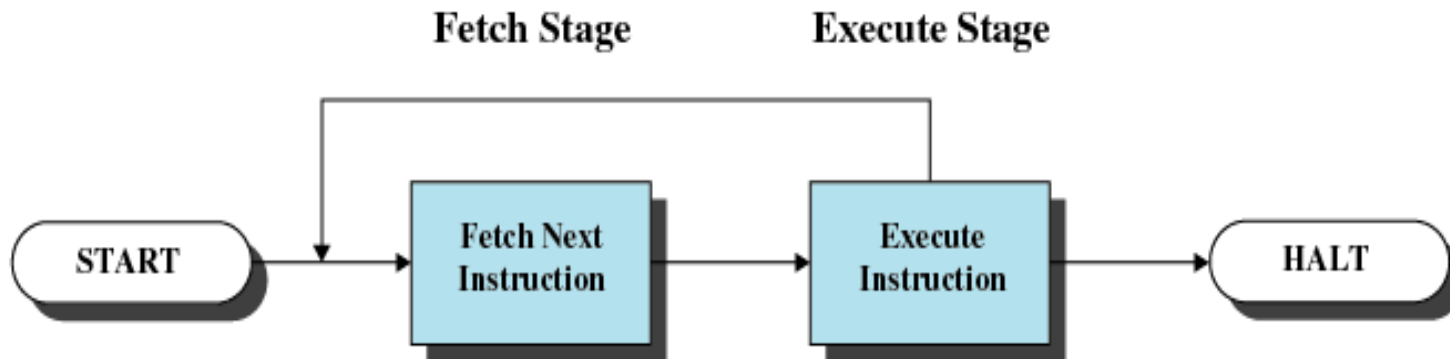 Fetch Stage
Execute Stage
START
Fetch Next
Instruction
Execute
Instruction
HALT